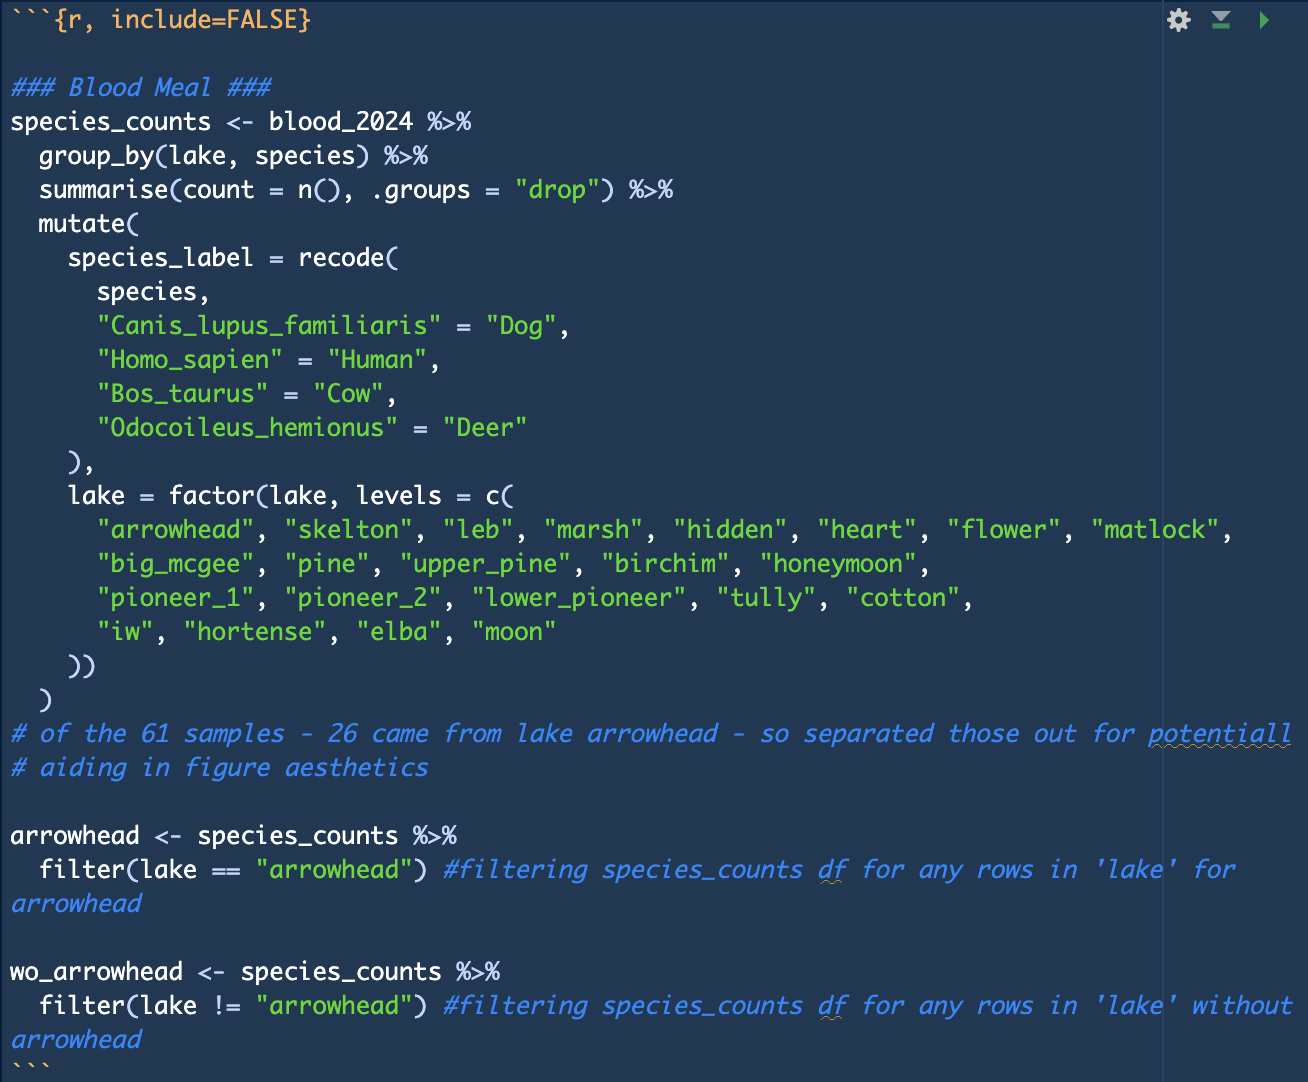 ```{r, include=FALSE}
### Blood Meal ###
species_counts <- blood_2024 %>%
  group_by(lake, species) %>%
  summarise(count = n(), .groups = "drop") %>%
  mutate(
    species_label = recode(
      species,
      "Canis_lupus_familiaris" = "Dog",
      "Homo_sapien" = "Human",
      "Bos_taurus" = "Cow",
      "Odocoileus_hemionus" = "Deer"
    ),
    lake = factor(lake, levels = c(
      "arrowhead", "skelton", "leb", "marsh", "hidden", "heart", "flower", "matlock",
      "big_mcgee", "pine", "upper_pine", "birchim", "honeymoon",
      "pioneer_1", "pioneer_2", "lower_pioneer", "tully", "cotton",
      "iw", "hortense", "elba", "moon"
    ))
  )
# of the 61 samples - 26 came from lake arrowhead - so separated those out for potentiall
# aiding in figure aesthetics
arrowhead <- species_counts %>%
  filter(lake == "arrowhead") #filtering species_counts df for any rows in 'lake' for
arrowhead
wo_arrowhead <- species_counts %>%
  filter(lake != "arrowhead") #filtering species_counts df for any rows in 'lake' without
arrowhead
```